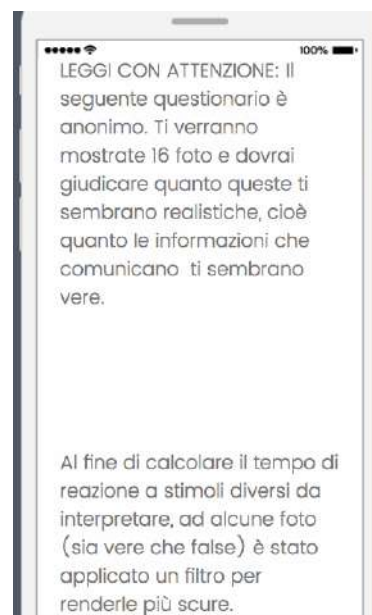 100%
LEGGI CON ATTENZIONE: Il
seguente questionario è
anonimo. Ti verranno
mostrate 16 foto e dovrai
giudicare quanto queste ti
sembrano realistiche, cioè
quanto le informazioni che
comunicano  ti sembrano
vere.
Al fine di calcolare il tempo di
reazione a stimoli diversi da
interpretare, ad alcune foto
(sia vere che false) è stato
applicato un filtro per
renderle più scure.